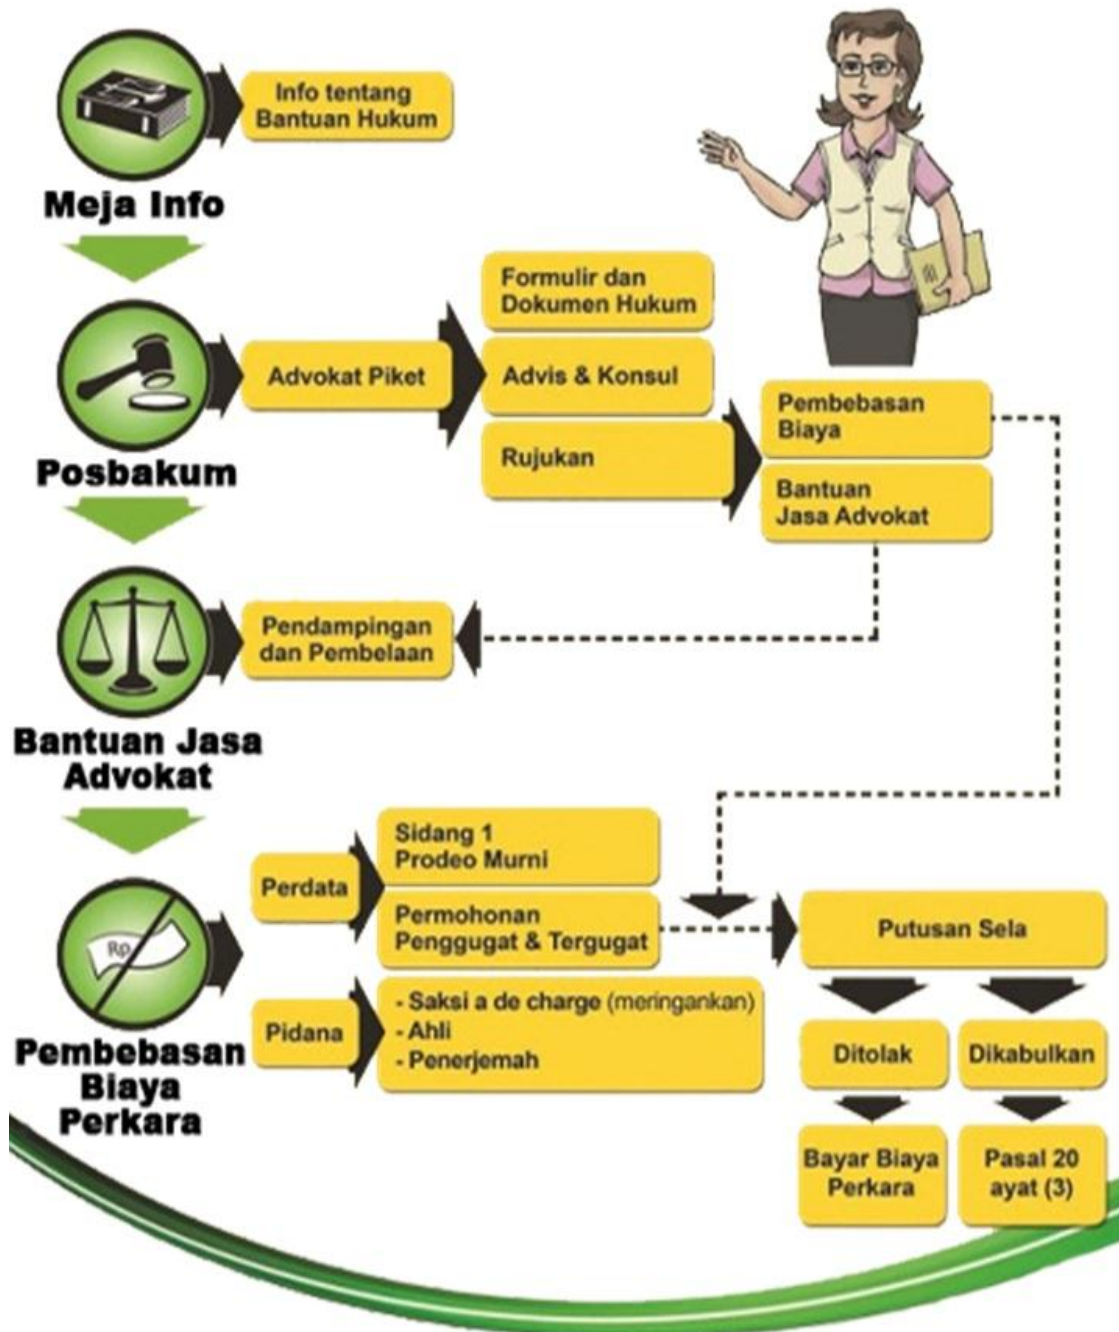 Info tentang
Bantuan Hukum
Meja Info
Formulir dan
Dokumen Hukum
Advokat Piket
Advis & Konsul
Rujukan
Pembebasan
Biaya
Bantuan
Jasa Advokat
Posbakum
Pendampingan
dan Pembelaan
Bantuan Jasa
Advokat
Perdata
Sidang 1
Prodeo Murni
Permohonan
Penggugat & Tergugat
Putusan Sela
Rp
Pidana
- Saksi a de charge (meringankan)
- Ahli
- Penerjemah
Ditolak
Dikabulkan
Pembebasan
Biaya
Perkara
Bayar Biaya
Perkara
Pasal 20
ayat (3)